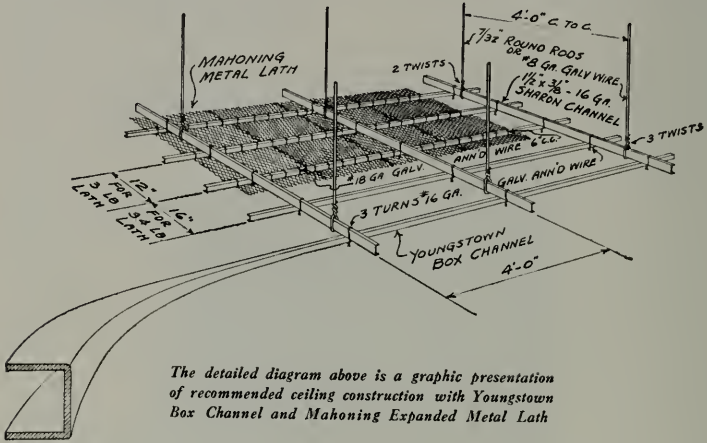 4'-0" C. TO C.
7/32" ROUND RODS
OR
#8 GA. GALV WIRE
1½" x 3/8" - 16 GA.
SHARON CHANNEL
2 TWISTS
MAHONING
METAL LATH
3 TWISTS
ANN'D WIRE 6" C.C.
#18 GA GALV.
GALV. ANN'D WIRE
12"
FOR
3 LB
LATH
16"
FOR
3.4 LB
LATH
3 TURNS #16 GA.
YOUNGSTOWN
BOX CHANNEL
4'-0"
The detailed diagram above is a graphic presentation
of recommended ceiling construction with Youngstown
Box Channel and Mahoning Expanded Metal Lath